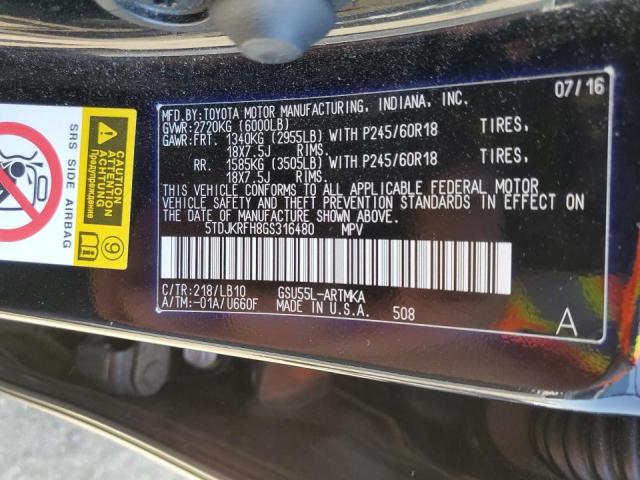 MFD.BY:TOYOTA MOTOR MANUFACTURING, INDIANA, INC. 07/16
GVWR:2720KG (6000LB)
GAWR:FRT. 1340KG (2955LB) WITH P245/60R18 TIRES,
18X7.5J RIMS.
RR. 1585KG (3505LB) WITH P245/60R18 TIRES,
18X7.5J RIMS.
THIS VEHICLE CONFORMS TO ALL APPLICABLE FEDERAL MOTOR
VEHICLE SAFETY AND THEFT PREVENTION STANDARDS IN EFFECT ON
THE DATE OF MANUFACTURE SHOWN ABOVE.
5TDJKRFH8GS316480 MPV
C/TR:218/LB10 GSU55L-ARTMKA
A/TM:-01A/U660F MADE IN U.S.A. 508 A
SRS SIDE AIRBAG
ATTENTION
ACHTUNG
Предупреждение
9